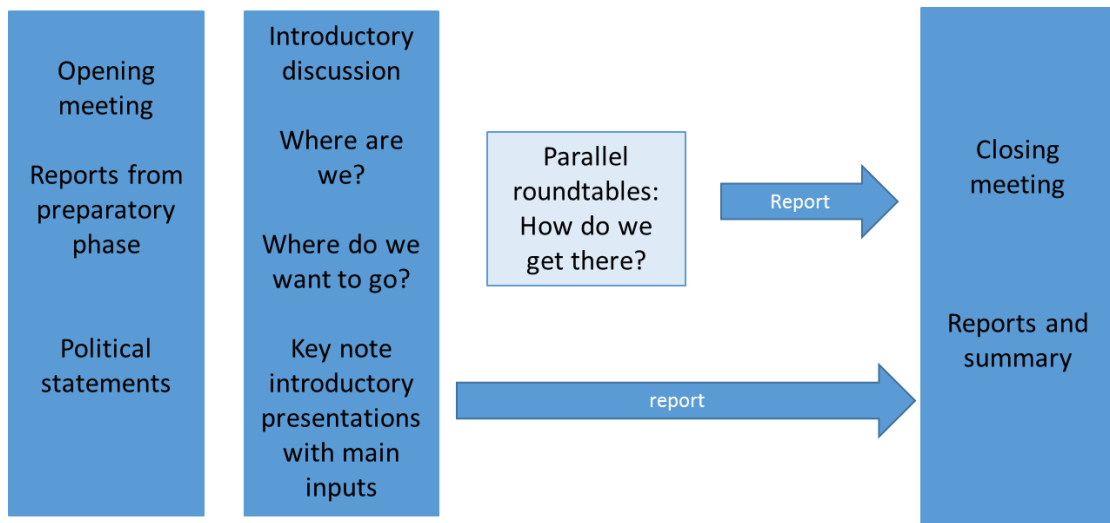 Opening
meeting
Reports from
preparatory
phase
Political
statements
Introductory
discussion
Where are
we?
Where do we
want to go?
Key note
introductory
presentations
with main
inputs
Parallel
roundtables:
How do we
get there?
Report
report
Closing
meeting
Reports and
summary